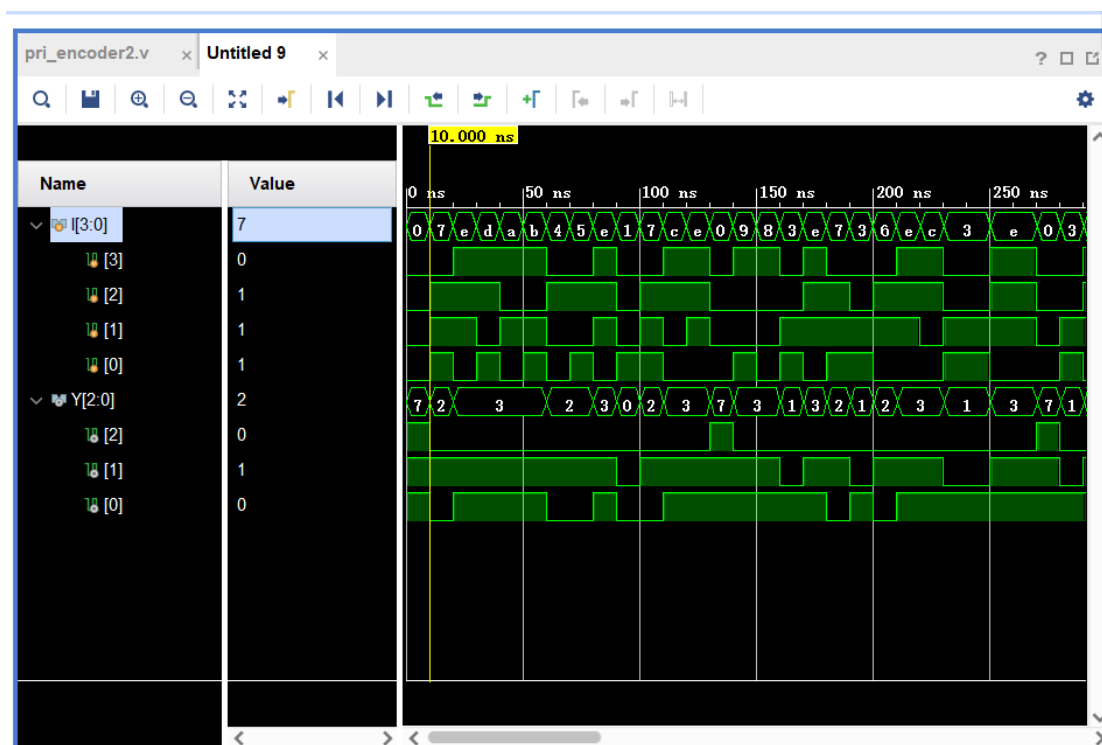 pri_encoder2.v × Untitled 9 ×
10.000 ns
Name Value
0 ns 50 ns 100 ns 150 ns 200 ns 250 ns
I[3:0] 7 0 7 e d a b 4 5 e 1 7 c e 0 9 8 3 e 7 3 6 e c 3 e 0 3
[3] 0
[2] 1
[1] 1
[0] 1
Y[2:0] 2 7 2 3 2 3 0 2 3 7 3 1 3 2 1 2 3 1 3 7 1
[2] 0
[1] 1
[0] 0